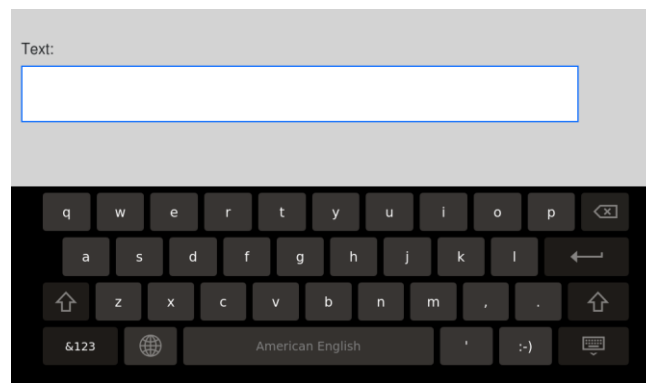 Text:
q w e r t y u i o p
a s d f g h j k l
z x c v b n m , .
&123 American English ' :-)